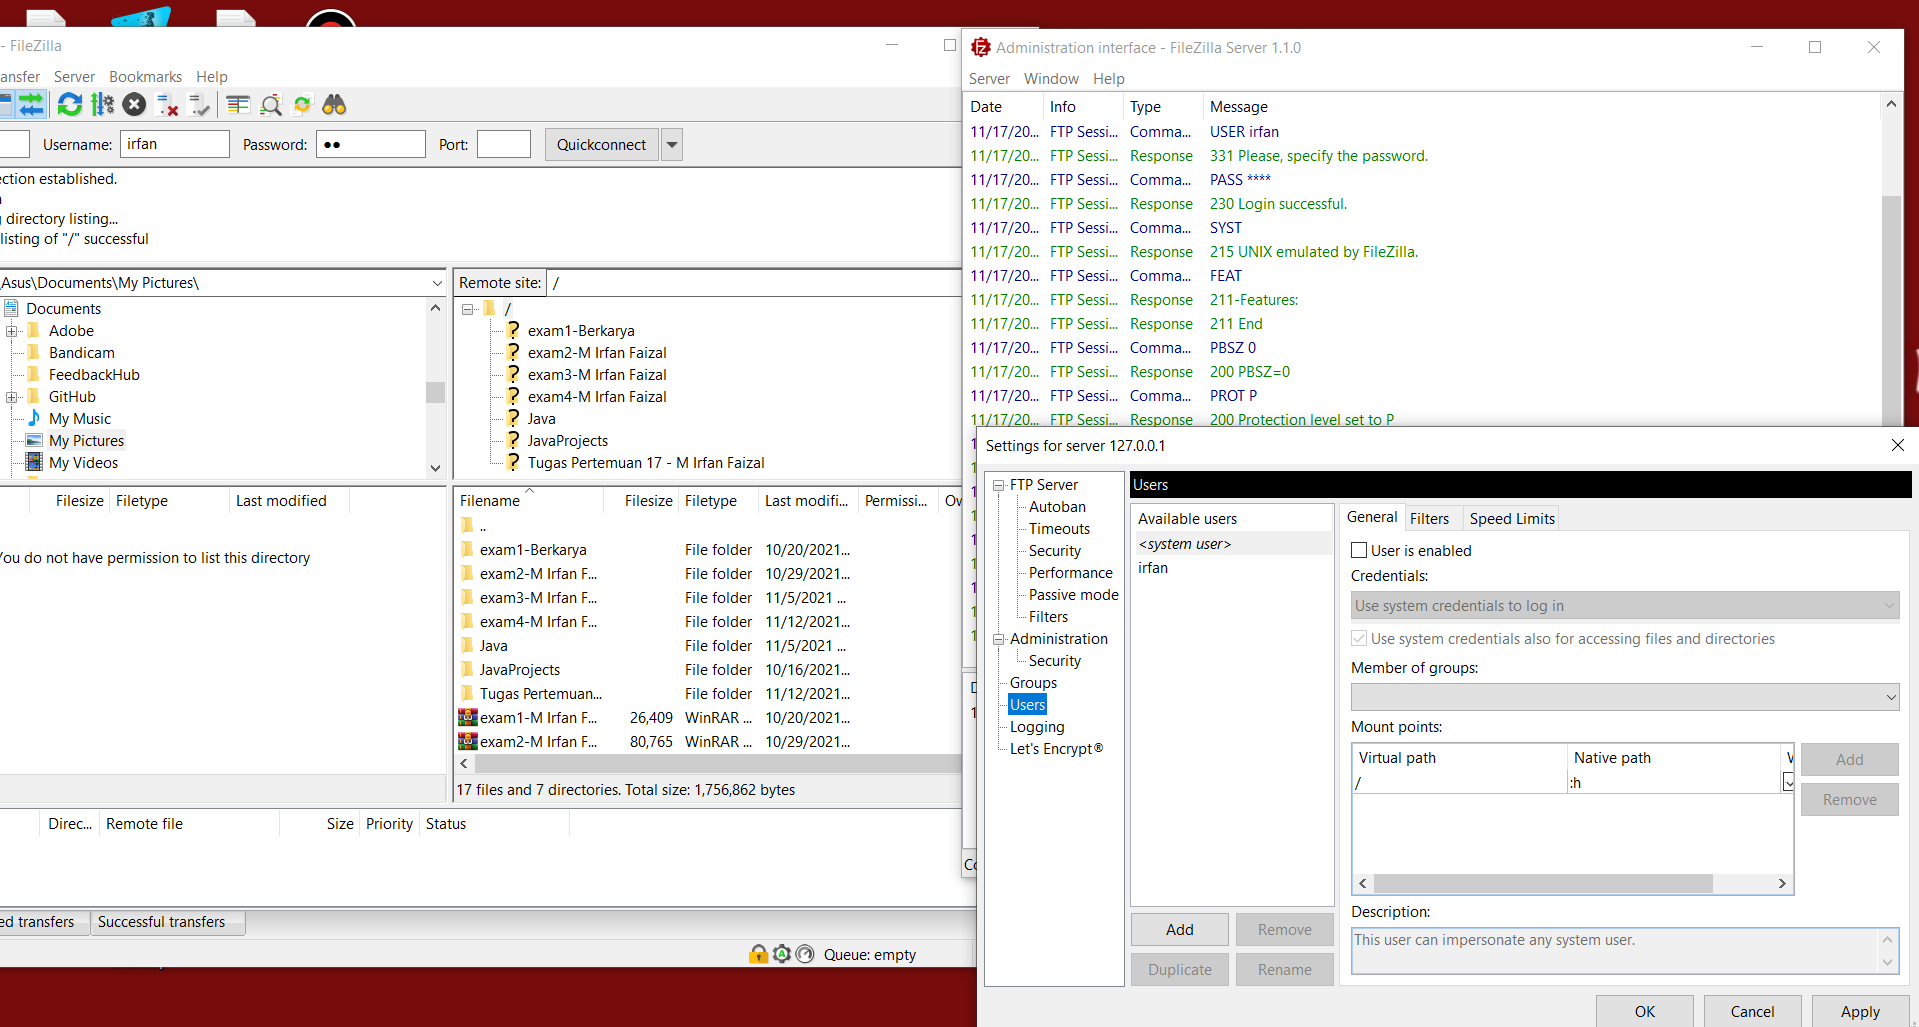 - FileZilla
ansfer Server Bookmarks Help
Username: irfan Password: ●● Port: Quickconnect
ction established.
directory listing...
listing of "/" successful
Asus\Documents\My Pictures\
Documents
Adobe
Bandicam
FeedbackHub
GitHub
My Music
My Pictures
My Videos
Remote site: /
/
exam1-Berkarya
exam2-M Irfan Faizal
exam3-M Irfan Faizal
exam4-M Irfan Faizal
Java
JavaProjects
Tugas Pertemuan 17 - M Irfan Faizal
Filesize Filetype Last modified
You do not have permission to list this directory
Filename Filesize Filetype Last modifi... Permissi... Ow
..
exam1-Berkarya File folder 10/20/2021...
exam2-M Irfan F... File folder 10/29/2021...
exam3-M Irfan F... File folder 11/5/2021 ...
exam4-M Irfan F... File folder 11/12/2021...
Java File folder 11/5/2021 ...
JavaProjects File folder 10/16/2021...
Tugas Pertemuan... File folder 11/12/2021...
exam1-M Irfan F... 26,409 WinRAR ... 10/20/2021...
exam2-M Irfan F... 80,765 WinRAR ... 10/29/2021...
17 files and 7 directories. Total size: 1,756,862 bytes
Direc... Remote file Size Priority Status
ed transfers Successful transfers
Queue: empty
Administration interface - FileZilla Server 1.1.0
Server Window Help
Date Info Type Message
11/17/20... FTP Sessi... Comma... USER irfan
11/17/20... FTP Sessi... Response 331 Please, specify the password.
11/17/20... FTP Sessi... Comma... PASS ****
11/17/20... FTP Sessi... Response 230 Login successful.
11/17/20... FTP Sessi... Comma... SYST
11/17/20... FTP Sessi... Response 215 UNIX emulated by FileZilla.
11/17/20... FTP Sessi... Comma... FEAT
11/17/20... FTP Sessi... Response 211-Features:
11/17/20... FTP Sessi... Response 211 End
11/17/20... FTP Sessi... Comma... PBSZ 0
11/17/20... FTP Sessi... Response 200 PBSZ=0
11/17/20... FTP Sessi... Comma... PROT P
11/17/20... FTP Sessi... Response 200 Protection level set to P
Settings for server 127.0.0.1
FTP Server
Autoban
Timeouts
Security
Performance
Passive mode
Filters
Administration
Security
Groups
Users
Logging
Let's Encrypt®
Users
Available users
<system user>
irfan
Add Remove
Duplicate Rename
General Filters Speed Limits
User is enabled
Credentials:
Use system credentials to log in
Use system credentials also for accessing files and directories
Member of groups:
Mount points:
Virtual path Native path
/ :h
Add
Remove
Description:
This user can impersonate any system user.
OK Cancel Apply